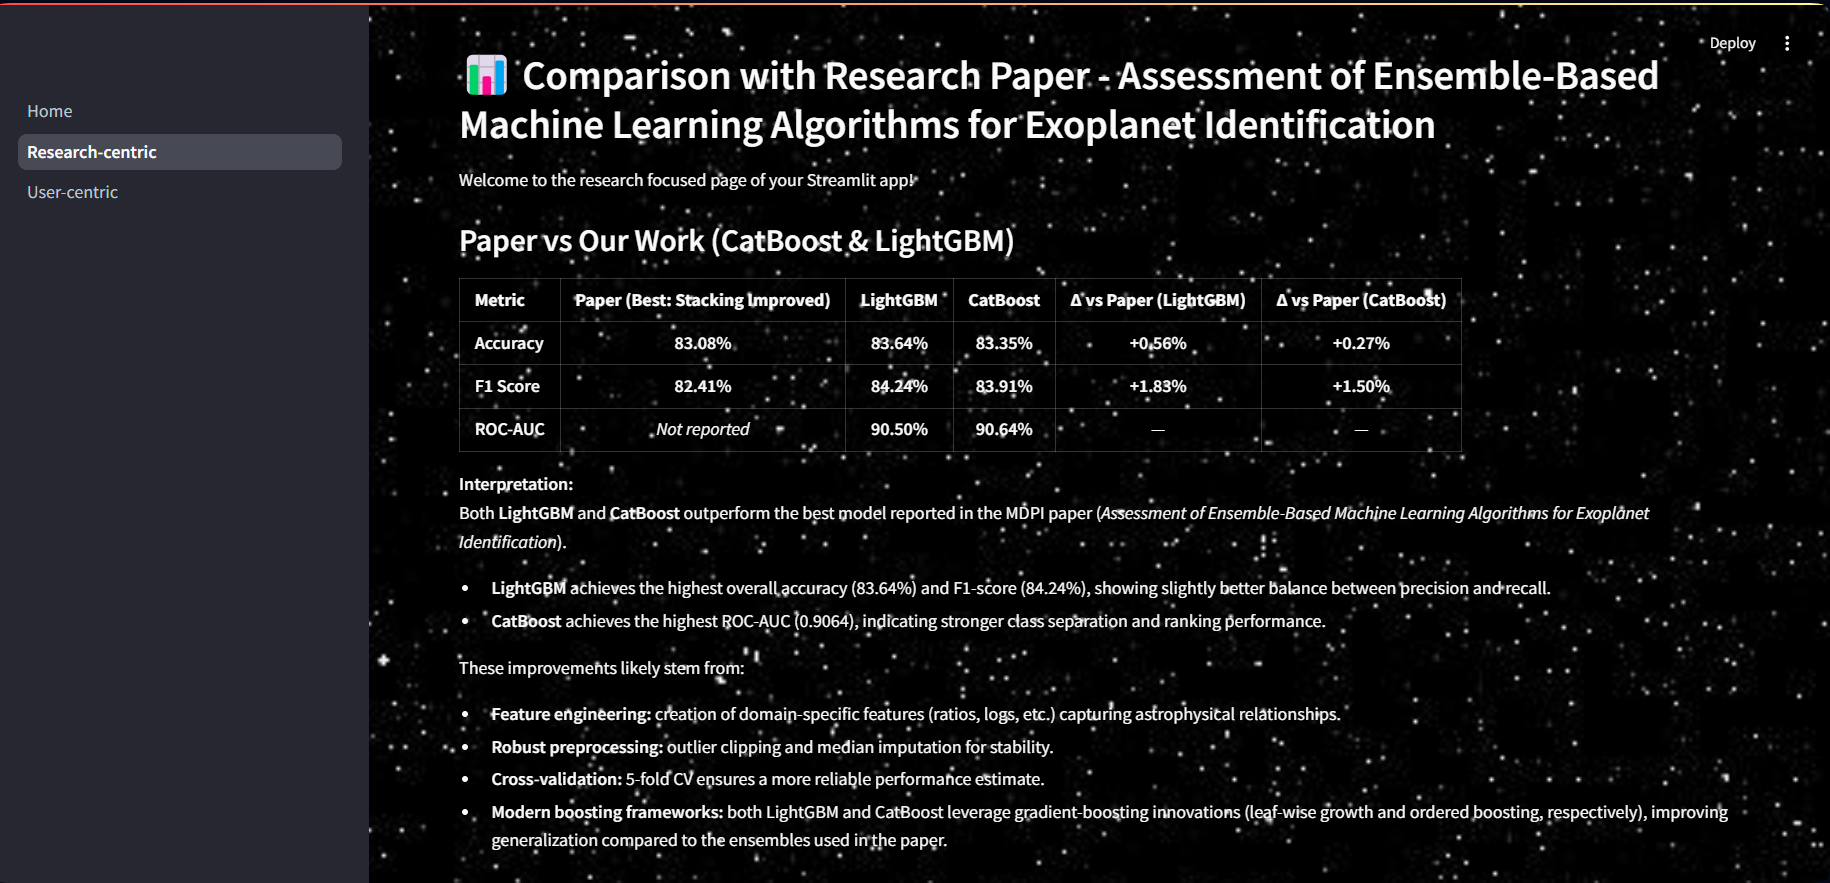 Deploy
Home
Research-centric
User-centric
Comparison with Research Paper - Assessment of Ensemble-Based
Machine Learning Algorithms for Exoplanet Identification
Welcome to the research focused page of your Streamlit app!
Paper vs Our Work (CatBoost & LightGBM)
Metric Paper (Best: Stacking Improved) LightGBM CatBoost Δ vs Paper (LightGBM) Δ vs Paper (CatBoost)
Accuracy 83.08% 83.64% 83.35% +0.56% +0.27%
F1 Score 82.41% 84.24% 83.91% +1.83% +1.50%
ROC-AUC Not reported 90.50% 90.64% — —
Interpretation:
Both LightGBM and CatBoost outperform the best model reported in the MDPI paper (Assessment of Ensemble-Based Machine Learning Algorithms for Exoplanet
Identification).
• LightGBM achieves the highest overall accuracy (83.64%) and F1-score (84.24%), showing slightly better balance between precision and recall.
• CatBoost achieves the highest ROC-AUC (0.9064), indicating stronger class separation and ranking performance.
These improvements likely stem from:
• Feature engineering: creation of domain-specific features (ratios, logs, etc.) capturing astrophysical relationships.
• Robust preprocessing: outlier clipping and median imputation for stability.
• Cross-validation: 5-fold CV ensures a more reliable performance estimate.
• Modern boosting frameworks: both LightGBM and CatBoost leverage gradient-boosting innovations (leaf-wise growth and ordered boosting, respectively), improving
generalization compared to the ensembles used in the paper.